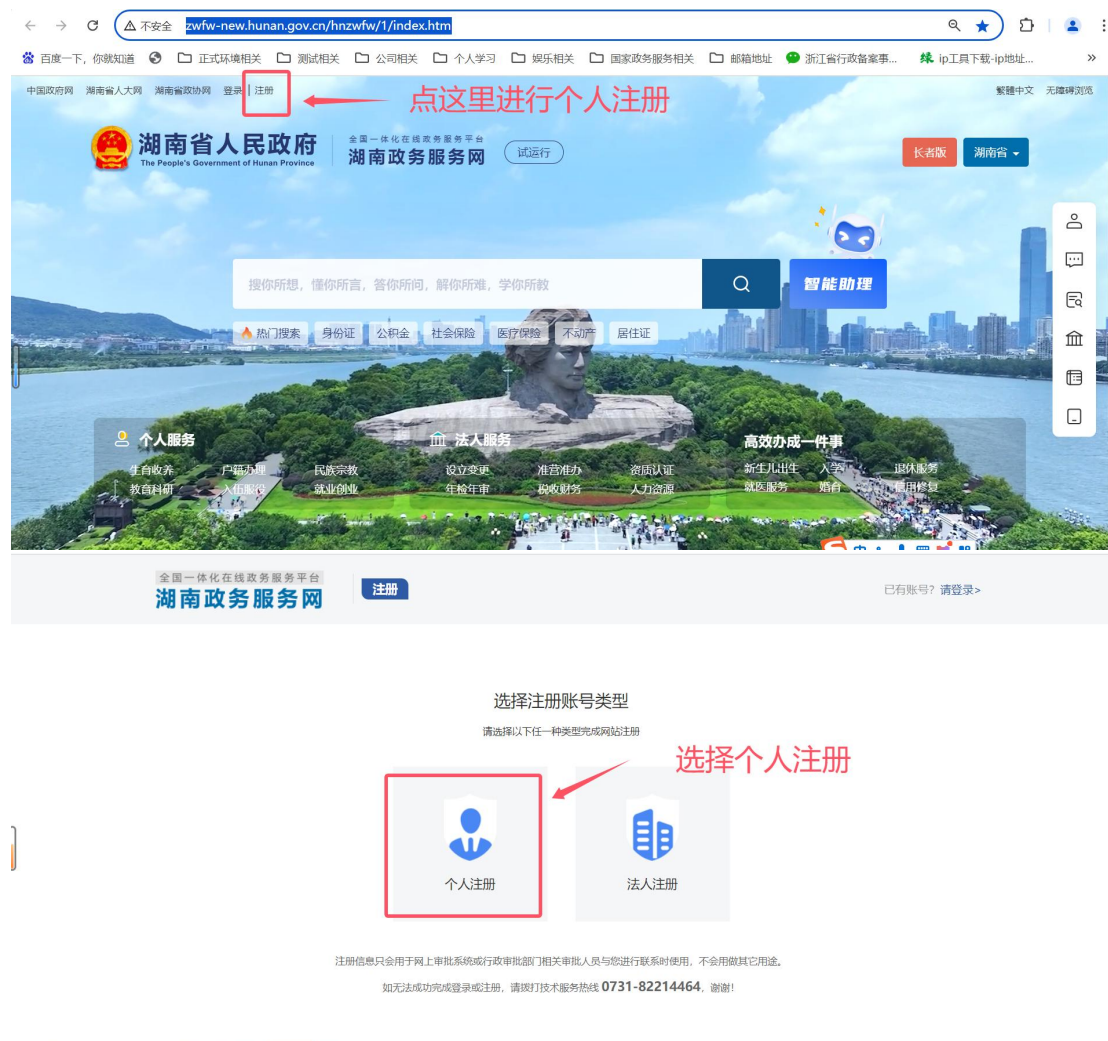 不安全 zwfw-new.hunan.gov.cn/hnzwfw/1/index.htm
百度一下，你就知道 正式环境相关 测试相关 公司相关 个人学习 娱乐相关 国家政务服务相关 邮箱地址 浙江省行政备案事... ip工具下载-ip地址... »
中国政府网 湖南省人大网 湖南省政协网 登录 | 注册
点这里进行个人注册
繁體中文 无障碍浏览
湖南省人民政府
The People's Government of Hunan Province
全国一体化在线政务服务平台
湖南政务服务网
试运行
长者版 湖南省
搜你所想，懂你所言，答你所问，解你所难，学你所教
智能助理
热门搜索 身份证 公积金 社会保险 医疗保险 不动产 居住证
个人服务 法人服务 高效办成一件事
生育收养 户籍办理 民族宗教 设立变更 准营准办 资质认证 新生儿出生 入学 退休服务
教育科研 入伍服役 就业创业 年检年审 税收财务 人力资源 就医服务 婚育 信用修复
全国一体化在线政务服务平台
湖南政务服务网
注册
已有账号？请登录>
选择注册账号类型
请选择以下任一种类型完成网站注册
选择个人注册
个人注册 法人注册
注册信息只会用于网上审批系统或行政审批部门相关审批人员与您进行联系时使用，不会用做其它用途。
如无法成功完成登录或注册，请拨打技术服务热线 0731-82214464，谢谢！